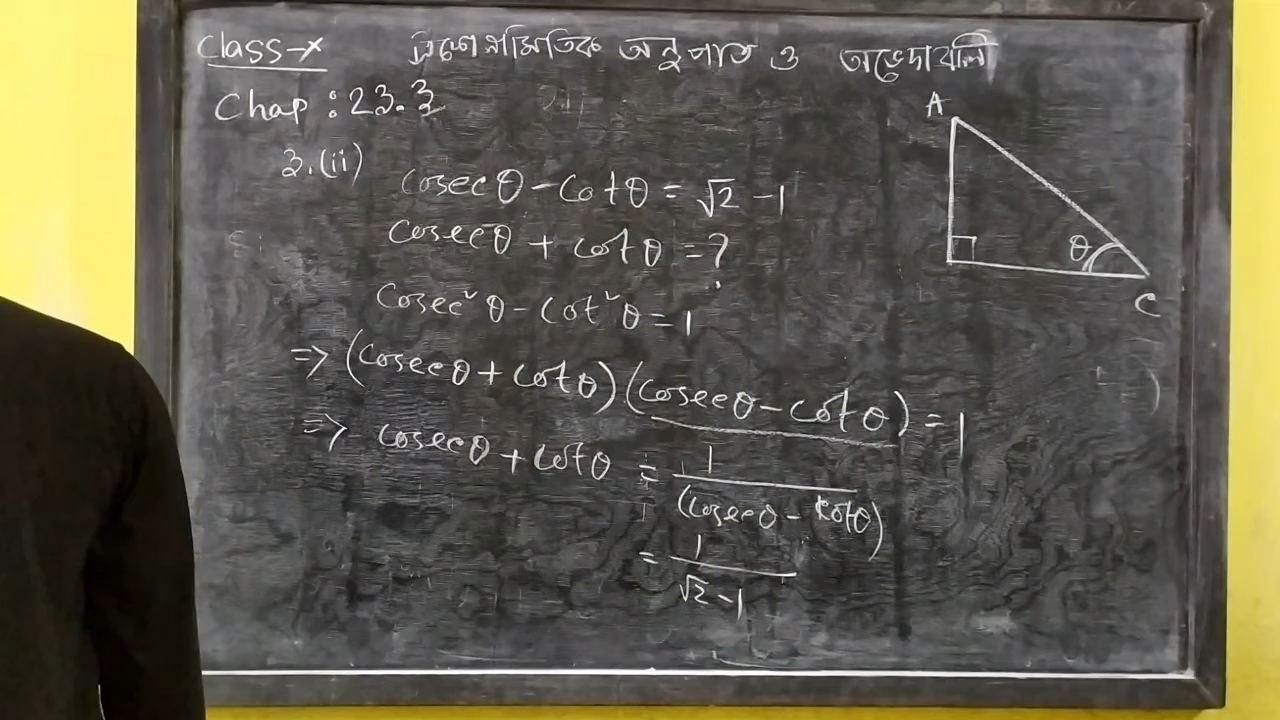 Class-X ত্রিকোণমিতিক অনুপাত ও অভেদাবলি
Chap : 23.3
3.(ii)
cosecθ - cotθ = √2 - 1
cosecθ + cotθ = ?
cosec²θ - cot²θ = 1
=> (cosecθ + cotθ) (cosecθ - cotθ) = 1
=> cosecθ + cotθ = 1 / (cosecθ - cotθ)
= 1 / √2 - 1
A
θ
C